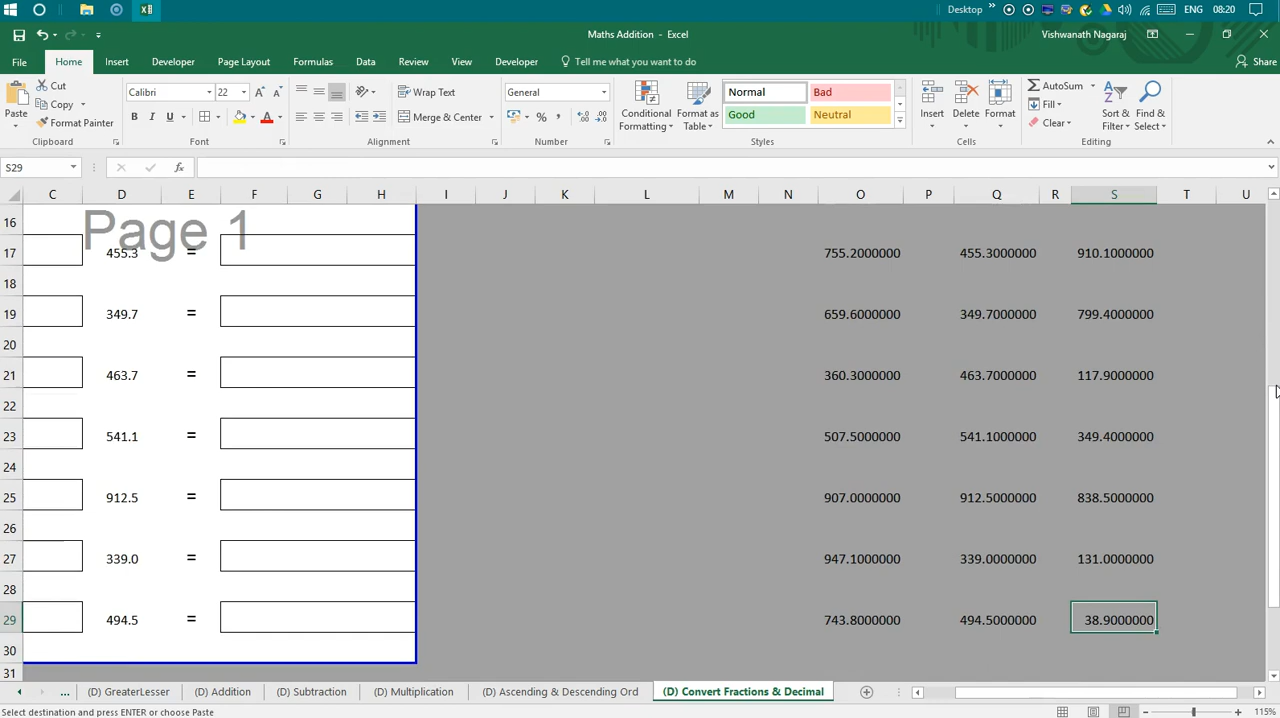 Desktop » ENG 08:20
Maths Addition - Excel Vishwanath Nagaraj
File Home Insert Developer Page Layout Formulas Data Review View Developer Tell me what you want to do Share
Paste Cut Calibri 22 Wrap Text General Conditional Formatting Format as Table Normal Bad Insert Delete Format AutoSum Sort & Filter Find & Select
Copy Fill
Format Painter B I U Merge & Center % Good Neutral Clear
Clipboard Font Alignment Number Styles Cells Editing
S29 fx
C D E F G H I J K L M N O P Q R S T U
16 Page 1
17 455.3 = 755.2000000 455.3000000 910.1000000
18
19 349.7 = 659.6000000 349.7000000 799.4000000
20
21 463.7 = 360.3000000 463.7000000 117.9000000
22
23 541.1 = 507.5000000 541.1000000 349.4000000
24
25 912.5 = 907.0000000 912.5000000 838.5000000
26
27 339.0 = 947.1000000 339.0000000 131.0000000
28
29 494.5 = 743.8000000 494.5000000 38.9000000
30
31
... (D) GreaterLesser (D) Addition (D) Subtraction (D) Multiplication (D) Ascending & Descending Ord (D) Convert Fractions & Decimal
Select destination and press ENTER or choose Paste 115%